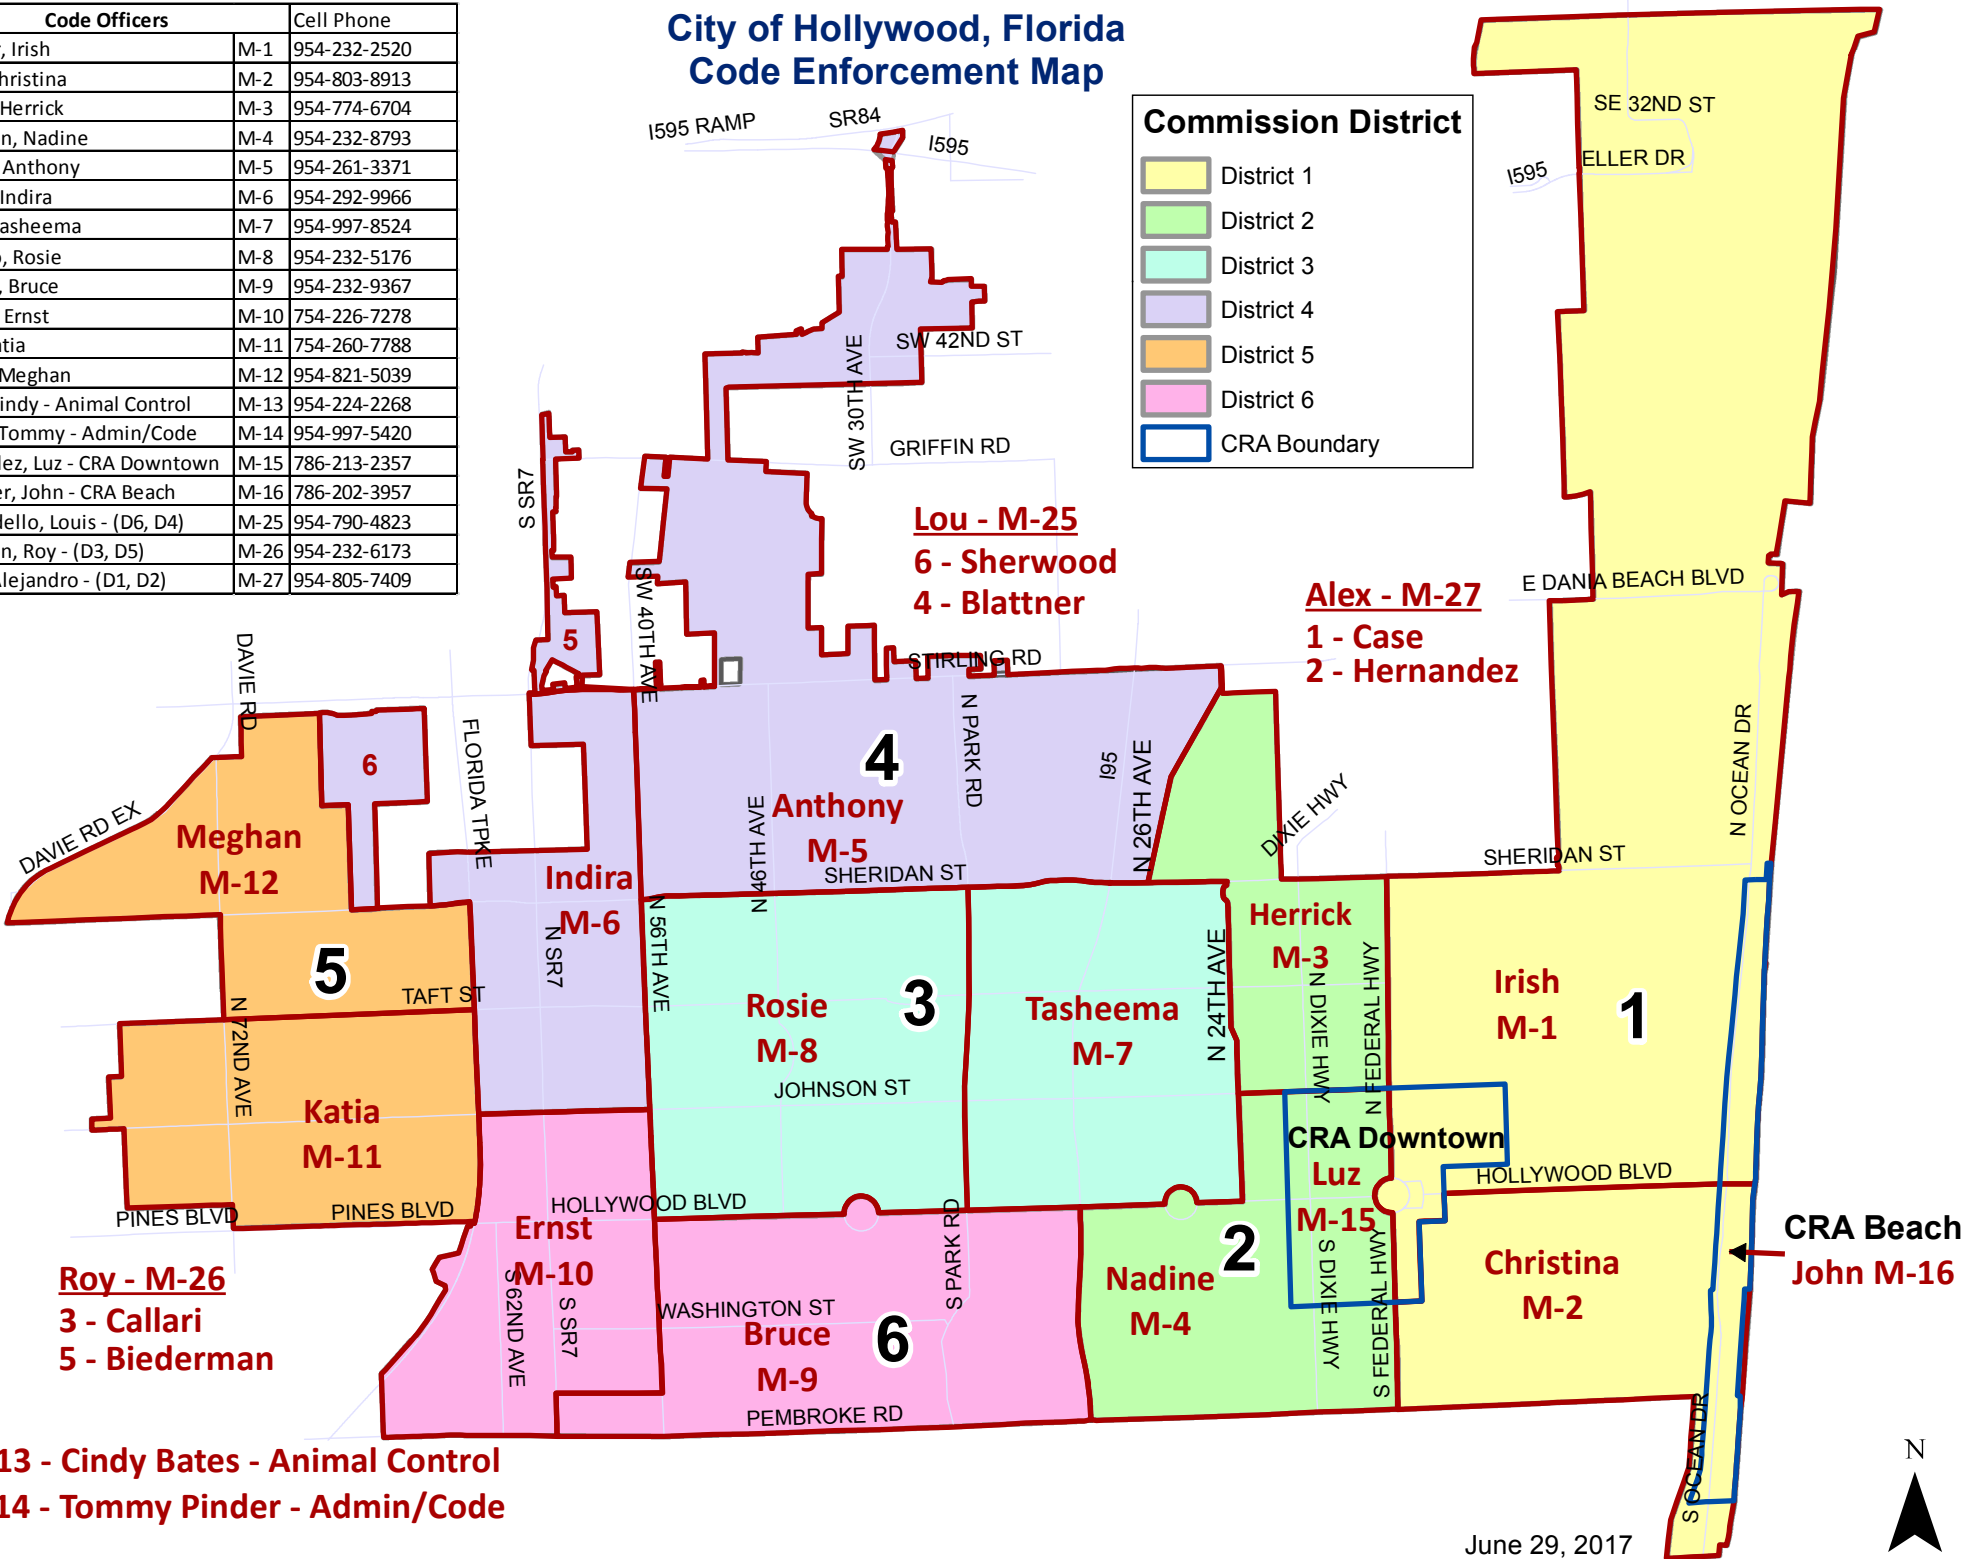 City of Hollywood, Florida
Code Enforcement Map
Code Officers Cell Phone
, Irish M-1 954-232-2520
hristina M-2 954-803-8913
Herrick M-3 954-774-6704
n, Nadine M-4 954-232-8793
Anthony M-5 954-261-3371
Indira M-6 954-292-9966
asheema M-7 954-997-8524
, Rosie M-8 954-232-5176
, Bruce M-9 954-232-9367
Ernst M-10 754-226-7278
tia M-11 754-260-7788
Meghan M-12 954-821-5039
indy - Animal Control M-13 954-224-2268
Tommy - Admin/Code M-14 954-997-5420
lez, Luz - CRA Downtown M-15 786-213-2357
er, John - CRA Beach M-16 786-202-3957
dello, Louis - (D6, D4) M-25 954-790-4823
n, Roy - (D3, D5) M-26 954-232-6173
Alejandro - (D1, D2) M-27 954-805-7409
Commission District
District 1
District 2
District 3
District 4
District 5
District 6
CRA Boundary
I595 RAMP
SR84
I595
SE 32ND ST
ELLER DR
I595
SW 42ND ST
SW 30TH AVE
GRIFFIN RD
S SR7
SW 40TH AVE
Lou - M-25
6 - Sherwood
4 - Blattner
Alex - M-27
1 - Case
2 - Hernandez
E DANIA BEACH BLVD
STIRLING RD
5
DAVIE RD
6
FLORIDA TPKE
DAVIE RD EX
Meghan
M-12
4
Anthony
M-5
N 46TH AVE
N PARK RD
I95
N 26TH AVE
DIXIE HWY
N OCEAN DR
SHERIDAN ST
SHERIDAN ST
Indira
M-6
N SR7
N 56TH AVE
5
TAFT ST
N 72ND AVE
Rosie
M-8
3
Tasheema
M-7
N 24TH AVE
Herrick
M-3
N DIXIE HWY
N FEDERAL HWY
Irish
M-1
1
JOHNSON ST
Katia
M-11
CRA Downtown
Luz
M-15
HOLLYWOOD BLVD
PINES BLVD
PINES BLVD
HOLLYWOOD BLVD
Ernst
M-10
S 62ND AVE
S SR7
S PARK RD
WASHINGTON ST
Bruce
M-9
6
PEMBROKE RD
Nadine
M-4
2
S DIXIE HWY
S FEDERAL HWY
Christina
M-2
CRA Beach
John M-16
S OCEAN DR
Roy - M-26
3 - Callari
5 - Biederman
13 - Cindy Bates - Animal Control
14 - Tommy Pinder - Admin/Code
N
June 29, 2017